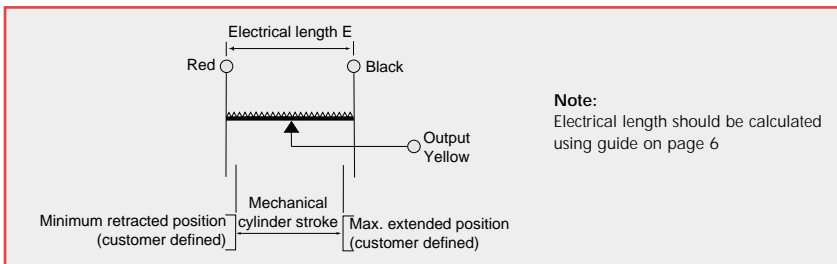 Electrical length E
Red
Black
Output
Yellow
Note:
Electrical length should be calculated
using guide on page 6
Mechanical
cylinder stroke
Minimum retracted position
(customer defined)
Max. extended position
(customer defined)